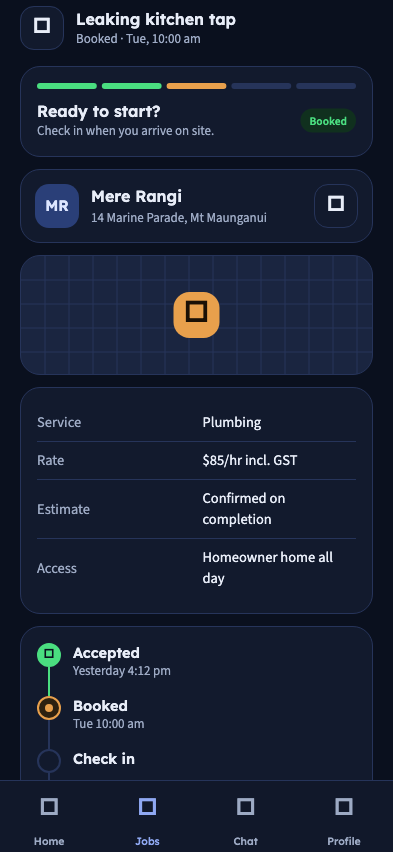 Leaking kitchen tap
Booked · Tue, 10:00 am
Ready to start?
Check in when you arrive on site.
Booked
MR
Mere Rangi
14 Marine Parade, Mt Maunganui
Service
Plumbing
Rate
$85/hr incl. GST
Estimate
Confirmed on
completion
Access
Homeowner home all
day
Accepted
Yesterday 4:12 pm
Booked
Tue 10:00 am
Check in
Home
Jobs
Chat
Profile